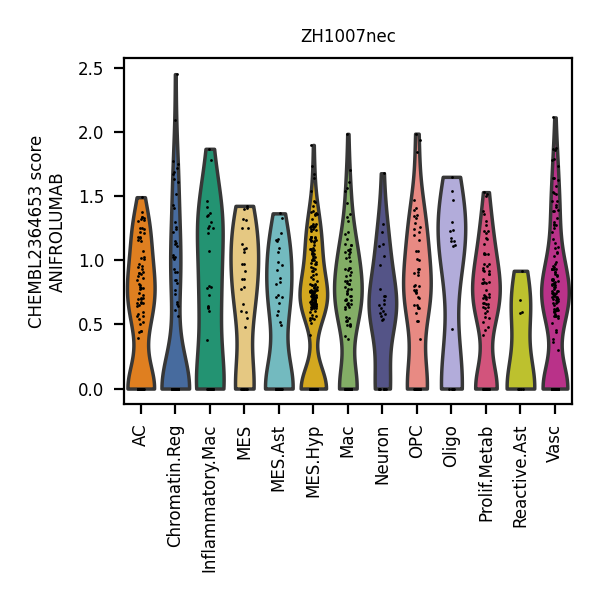 ZH1007nec
CHEMBL2364653 score
ANIFROLUMAB
2.5
2.0
1.5
1.0
0.5
0.0
AC
Chromatin.Reg
Inflammatory.Mac
MES
MES.Ast
MES.Hyp
Mac
Neuron
OPC
Oligo
Prolif.Metab
Reactive.Ast
Vasc